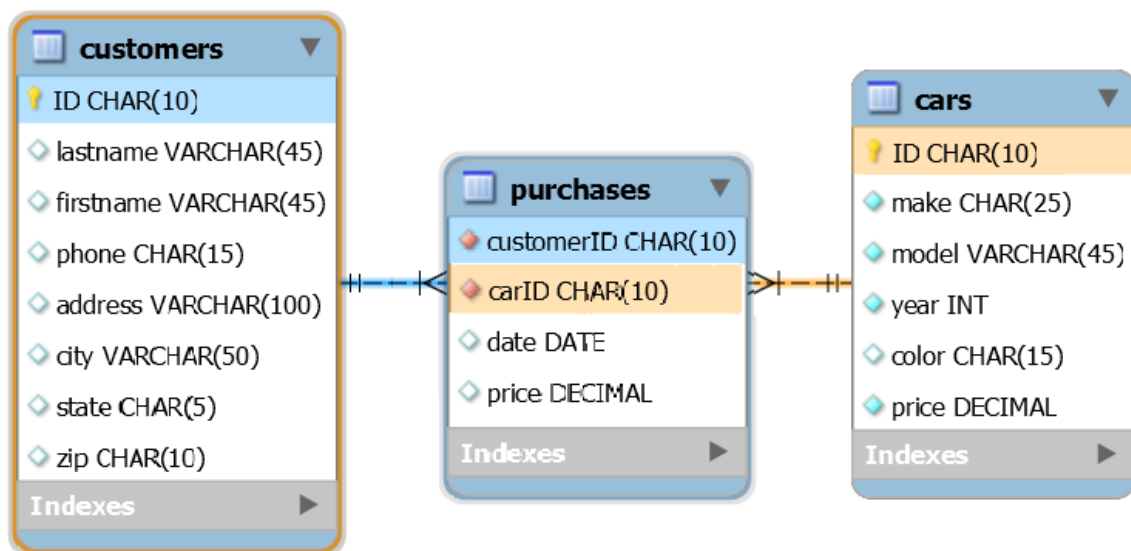 customers
ID CHAR(10)
lastname VARCHAR(45)
firstname VARCHAR(45)
phone CHAR(15)
address VARCHAR(100)
city VARCHAR(50)
state CHAR(5)
zip CHAR(10)
Indexes
purchases
customerID CHAR(10)
carID CHAR(10)
date DATE
price DECIMAL
Indexes
cars
ID CHAR(10)
make CHAR(25)
model VARCHAR(45)
year INT
color CHAR(15)
price DECIMAL
Indexes